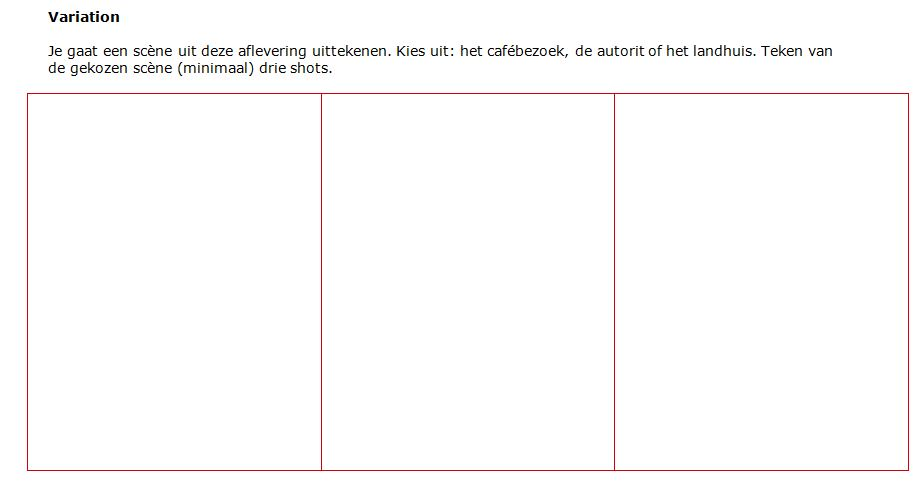 Variation
Je gaat een scène uit deze aflevering uittekenen. Kies uit: het cafébezoek, de autorit of het landhuis. Teken van
de gekozen scène (minimaal) drie shots.